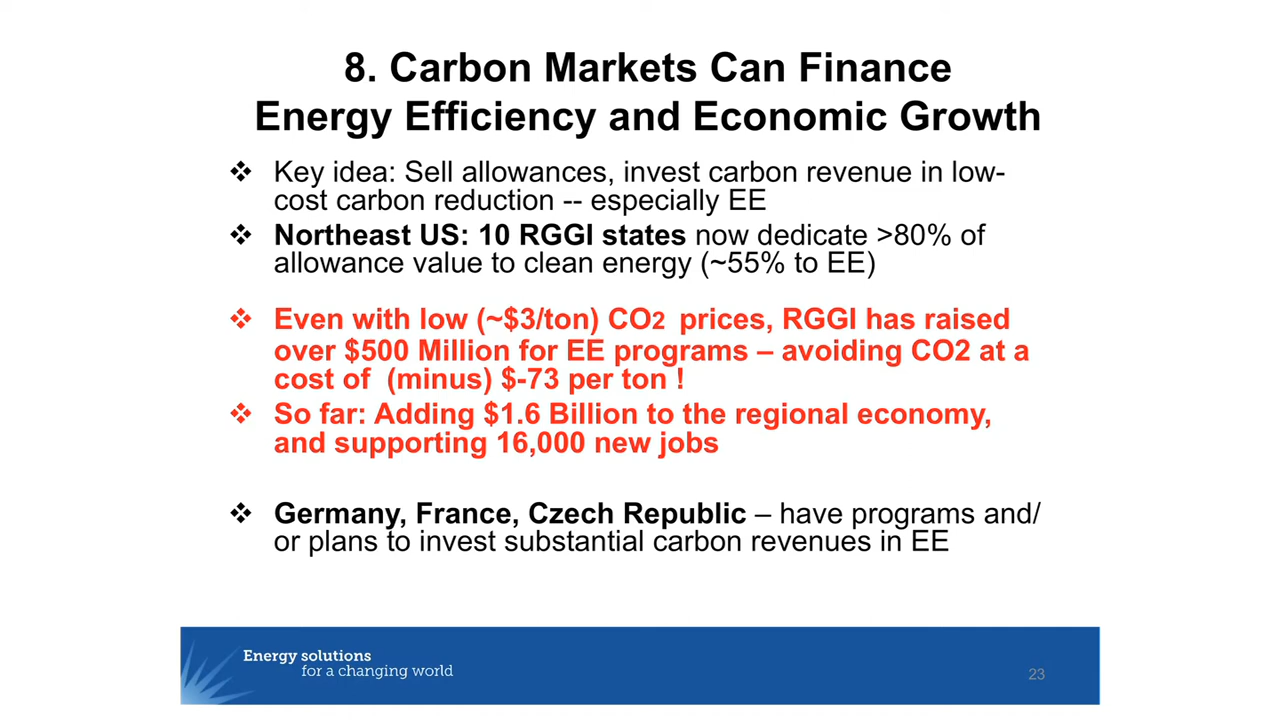 8. Carbon Markets Can Finance
Energy Efficiency and Economic Growth
❖ Key idea: Sell allowances, invest carbon revenue in low-
cost carbon reduction -- especially EE
❖ Northeast US: 10 RGGI states now dedicate >80% of
allowance value to clean energy (~55% to EE)
❖ Even with low (~$3/ton) CO2 prices, RGGI has raised
over $500 Million for EE programs – avoiding CO2 at a
cost of (minus) $-73 per ton !
❖ So far: Adding $1.6 Billion to the regional economy,
and supporting 16,000 new jobs
❖ Germany, France, Czech Republic – have programs and/
or plans to invest substantial carbon revenues in EE
Energy solutions
for a changing world
23